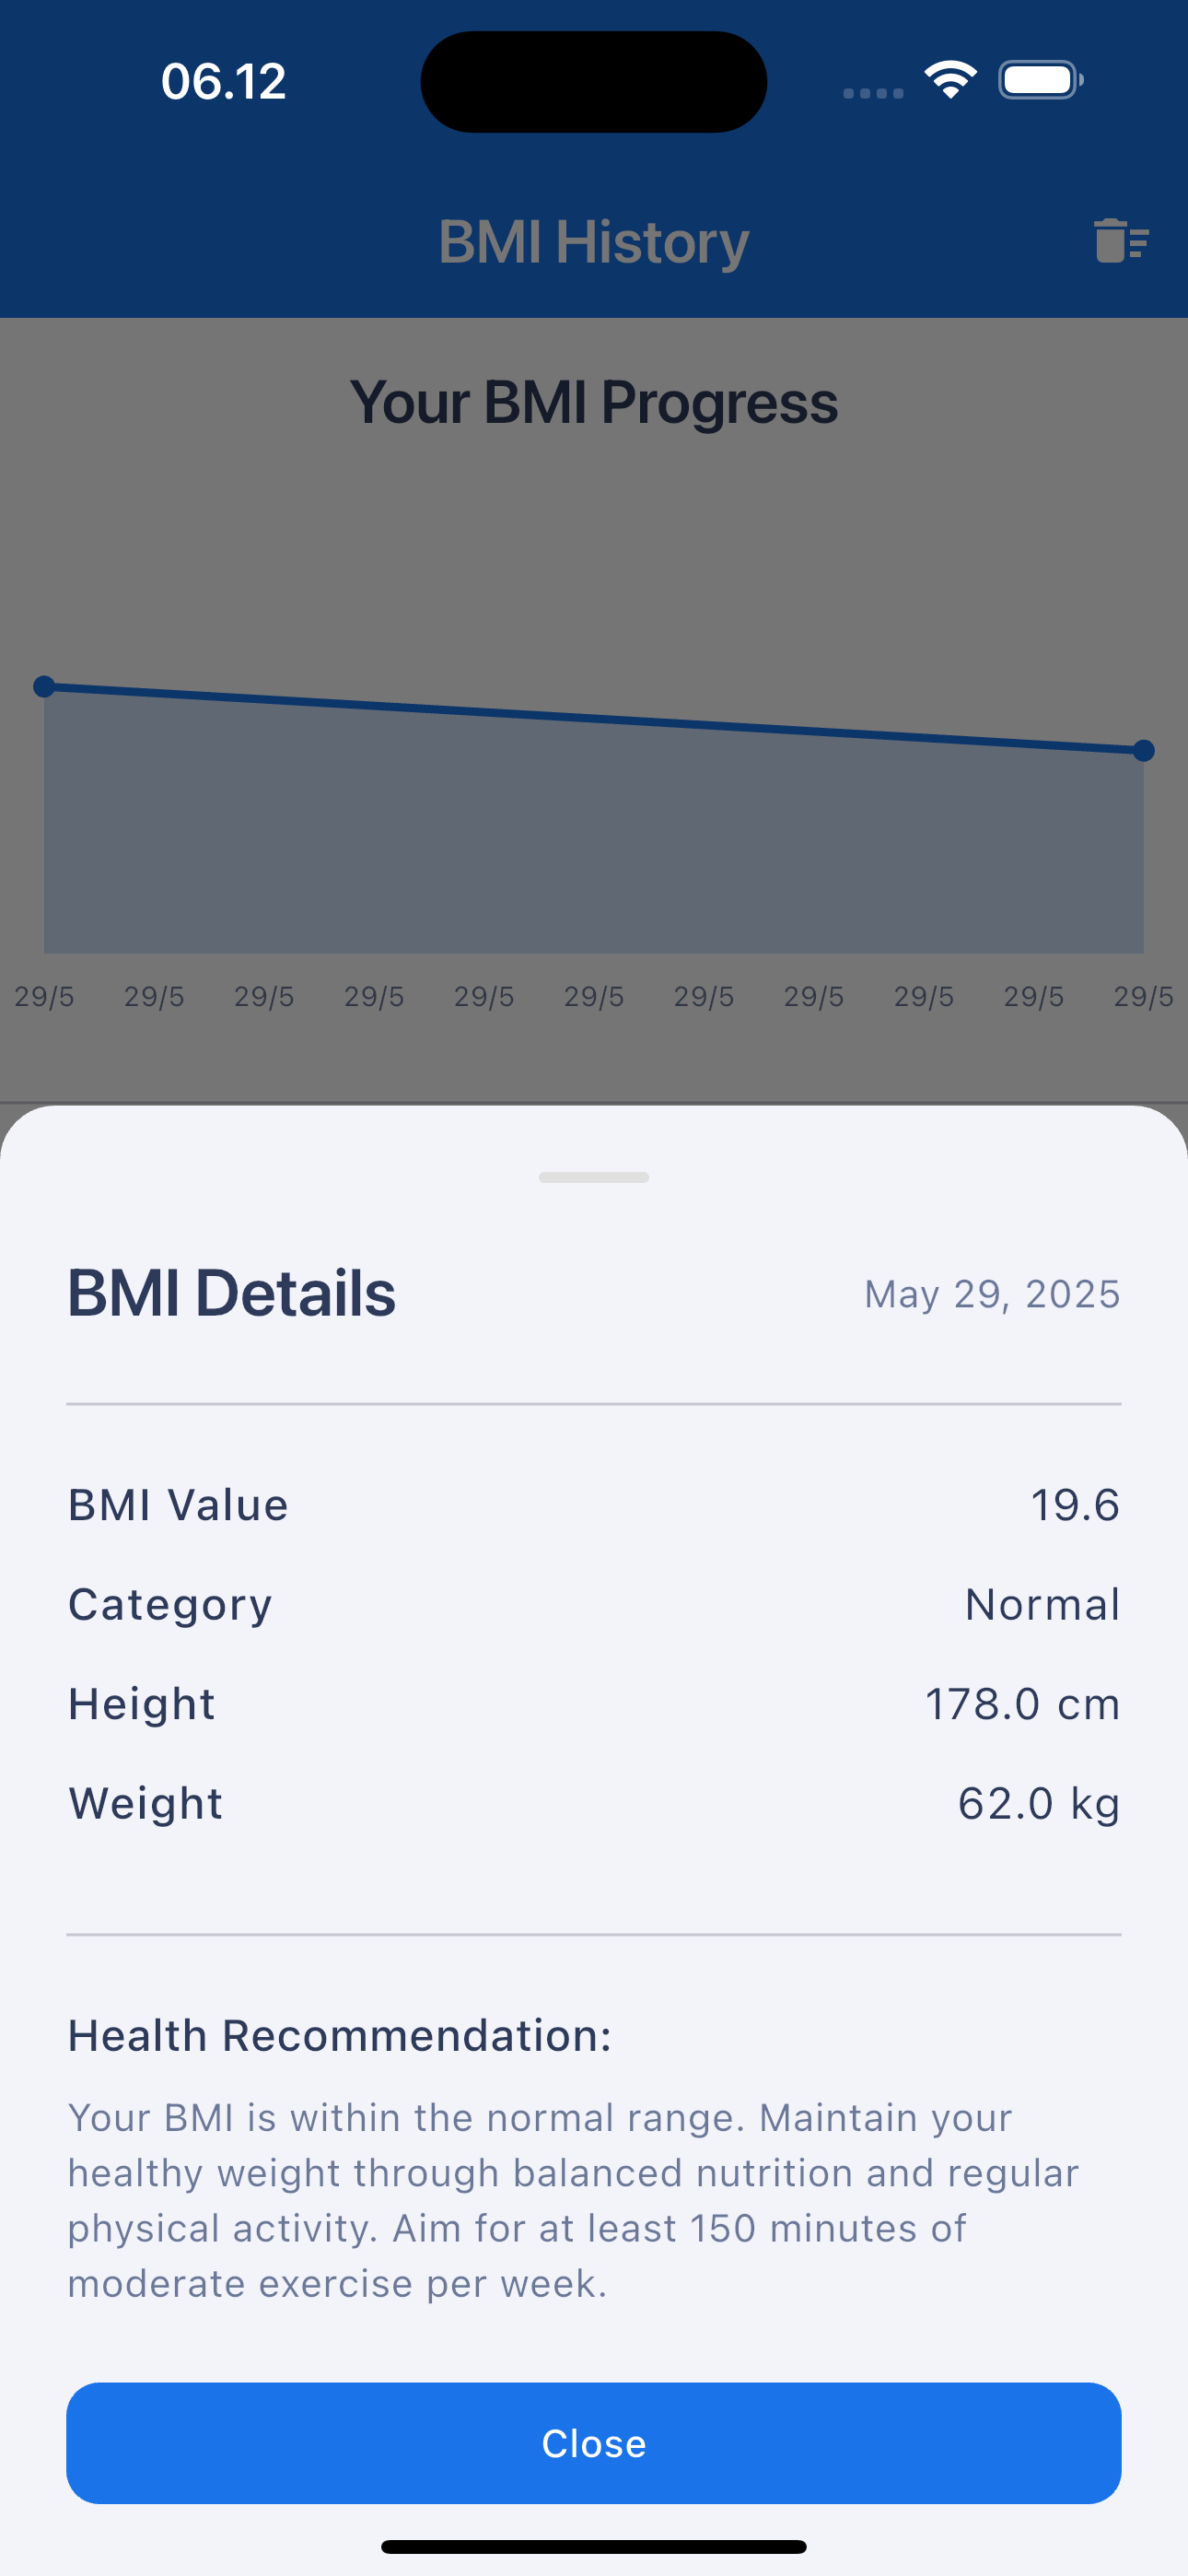 06.12
BMI History
Your BMI Progress
29/5 29/5 29/5 29/5 29/5 29/5 29/5 29/5 29/5 29/5 29/5
BMI Details May 29, 2025
BMI Value 19.6
Category Normal
Height 178.0 cm
Weight 62.0 kg
Health Recommendation:
Your BMI is within the normal range. Maintain your
healthy weight through balanced nutrition and regular
physical activity. Aim for at least 150 minutes of
moderate exercise per week.
Close